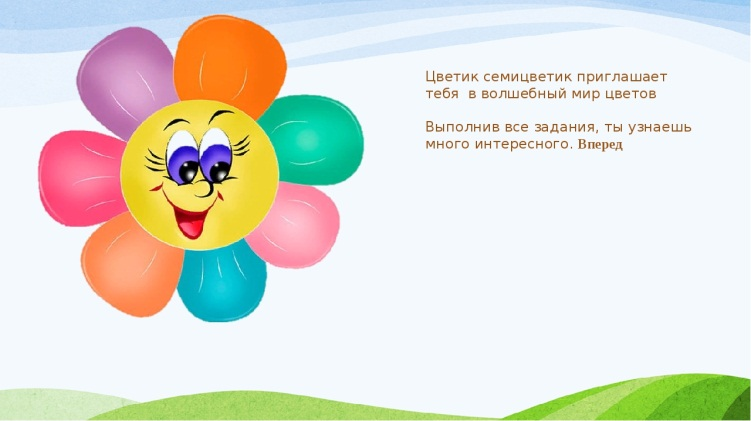 Цветик семицветик приглашает
тебя  в волшебный мир цветов
Выполнив все задания, ты узнаешь
много интересного. Вперед